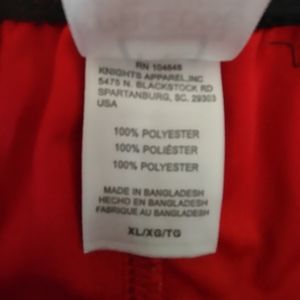 RN 104645
KNIGHTS APPAREL,INC
5475 N. BLACKSTOCK RD
SPARTANBURG, SC, 29303
USA
100% POLYESTER
100% POLIÉSTER
100% POLYESTER
MADE IN BANGLADESH
HECHO EN BANGLADESH
FABRIQUE AU BANGLADESH
XL/XG/TG